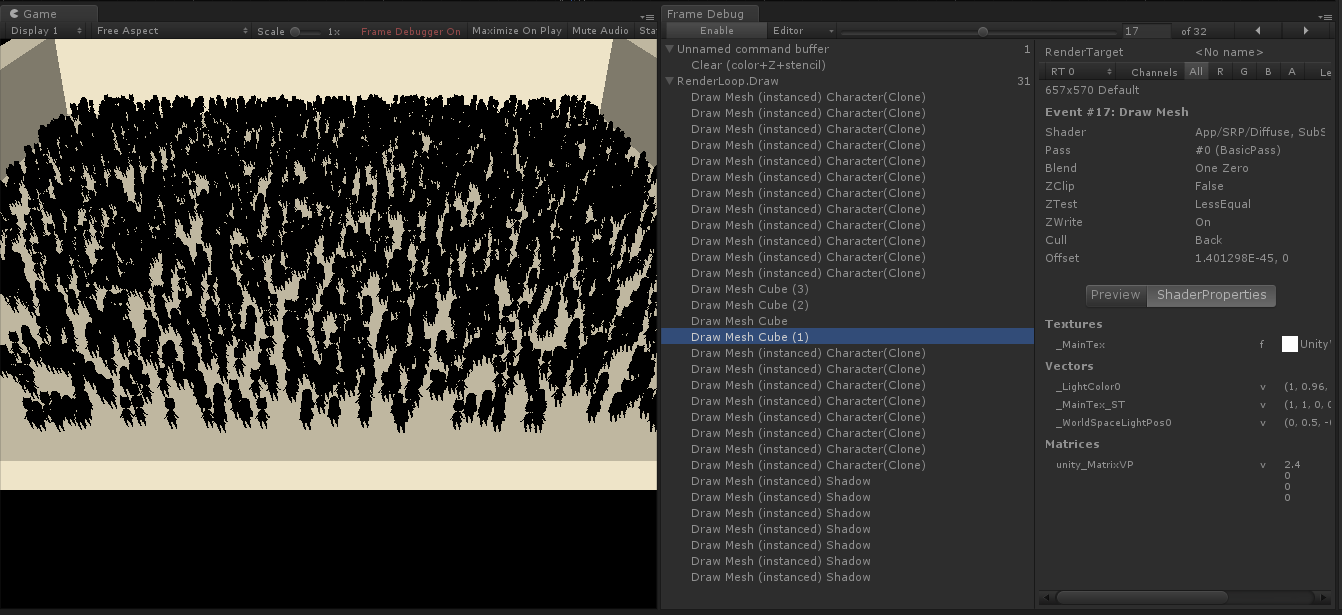 Game
Display 1 Free Aspect Scale 1x Frame Debugger On Maximize On Play Mute Audio
Frame Debug
Enable Editor 17 of 32
Unnamed command buffer 1
Clear (color+Z+stencil)
RenderLoop.Draw 31
Draw Mesh (instanced) Character(Clone)
Draw Mesh (instanced) Character(Clone)
Draw Mesh (instanced) Character(Clone)
Draw Mesh (instanced) Character(Clone)
Draw Mesh (instanced) Character(Clone)
Draw Mesh (instanced) Character(Clone)
Draw Mesh (instanced) Character(Clone)
Draw Mesh (instanced) Character(Clone)
Draw Mesh (instanced) Character(Clone)
Draw Mesh (instanced) Character(Clone)
Draw Mesh (instanced) Character(Clone)
Draw Mesh (instanced) Character(Clone)
Draw Mesh Cube (3)
Draw Mesh Cube (2)
Draw Mesh Cube
Draw Mesh Cube (1)
Draw Mesh (instanced) Character(Clone)
Draw Mesh (instanced) Character(Clone)
Draw Mesh (instanced) Character(Clone)
Draw Mesh (instanced) Character(Clone)
Draw Mesh (instanced) Character(Clone)
Draw Mesh (instanced) Character(Clone)
Draw Mesh (instanced) Character(Clone)
Draw Mesh (instanced) Character(Clone)
Draw Mesh (instanced) Shadow
Draw Mesh (instanced) Shadow
Draw Mesh (instanced) Shadow
Draw Mesh (instanced) Shadow
Draw Mesh (instanced) Shadow
Draw Mesh (instanced) Shadow
Draw Mesh (instanced) Shadow
RenderTarget <No name>
RT 0 Channels All R G B A Le
657x570 Default
Event #17: Draw Mesh
Shader App/SRP/Diffuse, SubS
Pass #0 (BasicPass)
Blend One Zero
ZClip False
ZTest LessEqual
ZWrite On
Cull Back
Offset 1.401298E-45, 0
Preview ShaderProperties
Textures
_MainTex f Unity
Vectors
_LightColor0 v (1, 0.96,
_MainTex_ST v (1, 1, 0, 0
_WorldSpaceLightPos0 v (0, 0.5, -
Matrices
unity_MatrixVP v 2.4
0
0
0